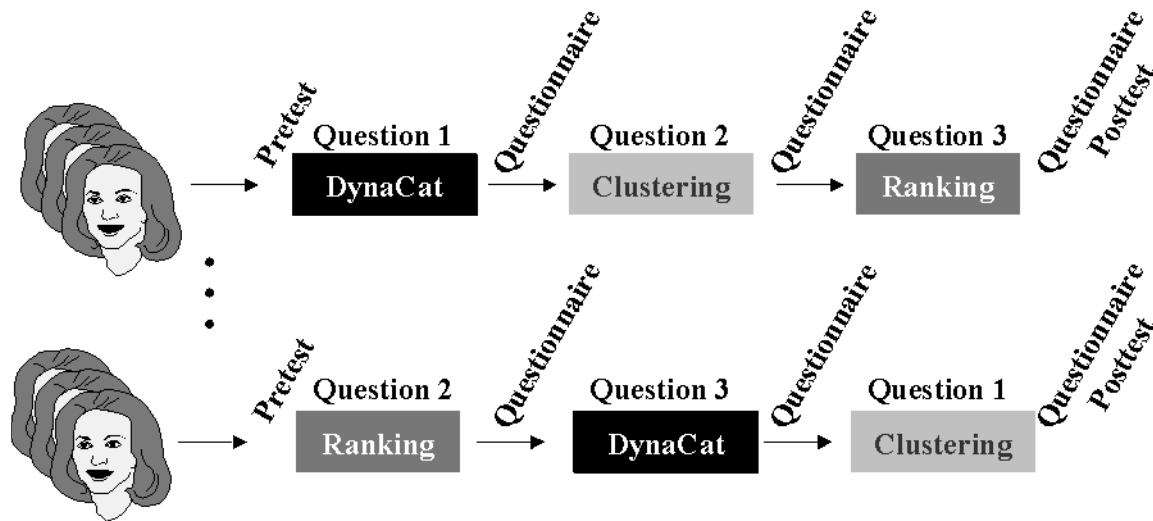 Pretest
Question 1
DynaCat
Questionnaire
Question 2
Clustering
Questionnaire
Question 3
Ranking
Questionnaire
Posttest
Pretest
Question 2
Ranking
Questionnaire
Question 3
DynaCat
Questionnaire
Question 1
Clustering
Questionnaire
Posttest